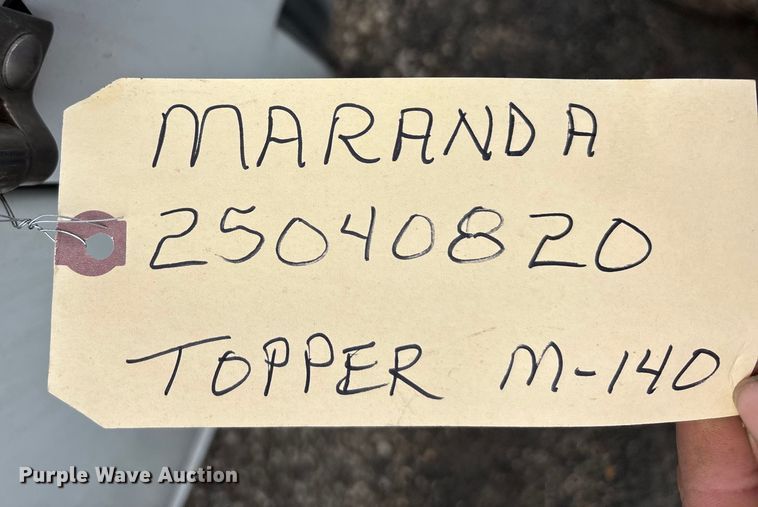 MARANDA
25040820
TOPPER M-140
Purple Wave Auction